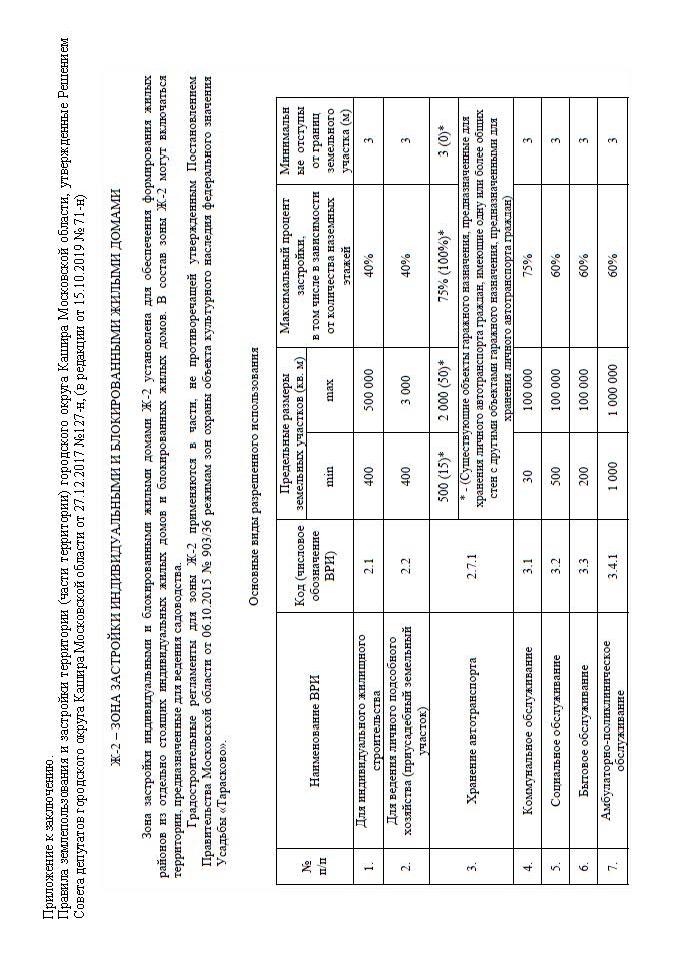 Приложение к заключению.
Правила землепользования и застройки территории (части территории) городского округа Кашира Московской области, утвержденные Решением
Совета депутатов городского округа Кашира Московской области от 27.12.2017 №127-н, (в редакции от 15.10.2019 № 71-н)
Ж-2 – ЗОНА ЗАСТРОЙКИ ИНДИВИДУАЛЬНЫМИ И БЛОКИРОВАННЫМИ ЖИЛЫМИ ДОМАМИ
Зона застройки индивидуальными и блокированными жилыми домами Ж-2 установлена для обеспечения формирования жилых
районов из отдельно стоящих индивидуальных жилых домов и блокированных жилых домов. В состав зоны Ж-2 могут включаться
территории, предназначенные для ведения садоводства.
Градостроительные регламенты для зоны Ж-2 применяются в части, не противоречащей утвержденным Постановлением
Правительства Московской области от 06.10.2015 № 903/36 режимам зон охраны объекта культурного наследия федерального значения
Усадьбы «Тарасково».
Основные виды разрешенного использования
№
п/п
Наименование ВРИ
Код (числовое
обозначение
ВРИ)
Предельные размеры
земельных участков (кв. м)
min
max
Максимальный процент
застройки,
в том числе в зависимости
от количества наземных
этажей
Минимальн
ые отступы
от границ
земельного
участка (м)
1.
Для индивидуального жилищного
строительства
2.1
400
500 000
40%
3
2.
Для ведения личного подсобного
хозяйства (приусадебный земельный
участок)
2.2
400
3 000
40%
3
3.
Хранение автотранспорта
2.7.1
500 (15)*
2 000 (50)*
75% (100%)*
3 (0)*
* - (Существующие объекты гаражного назначения, предназначенные для
хранения личного автотранспорта граждан, имеющие одну или более общих
стен с другими объектами гаражного назначения, предназначенными для
хранения личного автотранспорта граждан)
4.
Коммунальное обслуживание
3.1
30
100 000
75%
3
5.
Социальное обслуживание
3.2
500
100 000
60%
3
6.
Бытовое обслуживание
3.3
200
100 000
60%
3
7.
Амбулаторно-поликлиническое
обслуживание
3.4.1
1 000
1 000 000
60%
3